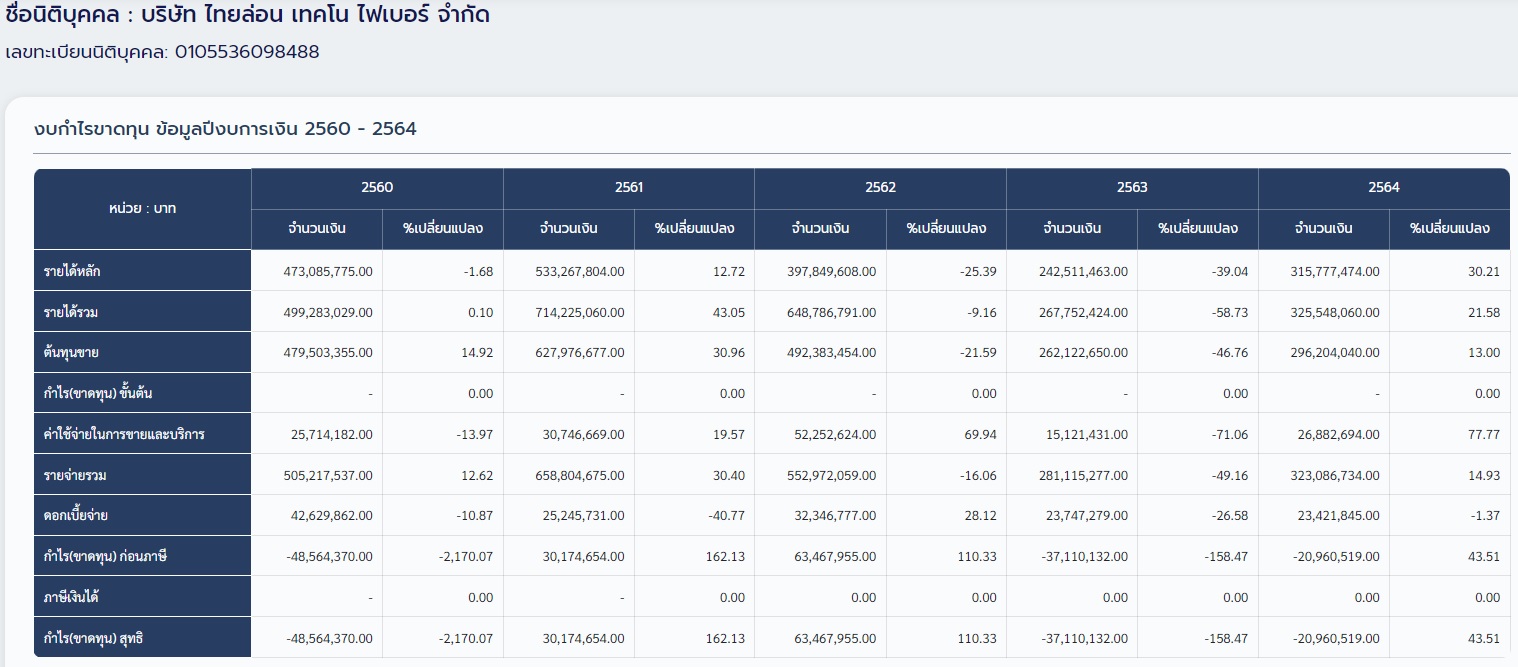 ชื่อนิติบุคคล : บริษัท ไทยล่อน เทคโน ไฟเบอร์ จำกัด
เลขทะเบียนนิติบุคคล: 0105536098488
งบกำไรขาดทุน ข้อมูลปีงบการเงิน 2560 - 2564
หน่วย : บาท 2560 2561 2562 2563 2564
จำนวนเงิน %เปลี่ยนแปลง จำนวนเงิน %เปลี่ยนแปลง จำนวนเงิน %เปลี่ยนแปลง จำนวนเงิน %เปลี่ยนแปลง จำนวนเงิน %เปลี่ยนแปลง
รายได้หลัก 473,085,775.00 -1.68 533,267,804.00 12.72 397,849,608.00 -25.39 242,511,463.00 -39.04 315,777,474.00 30.21
รายได้รวม 499,283,029.00 0.10 714,225,060.00 43.05 648,786,791.00 -9.16 267,752,424.00 -58.73 325,548,060.00 21.58
ต้นทุนขาย 479,503,355.00 14.92 627,976,677.00 30.96 492,383,454.00 -21.59 262,122,650.00 -46.76 296,204,040.00 13.00
กำไร(ขาดทุน) ขั้นต้น - 0.00 - 0.00 - 0.00 - 0.00 - 0.00
ค่าใช้จ่ายในการขายและบริการ 25,714,182.00 -13.97 30,746,669.00 19.57 52,252,624.00 69.94 15,121,431.00 -71.06 26,882,694.00 77.77
รายจ่ายรวม 505,217,537.00 12.62 658,804,675.00 30.40 552,972,059.00 -16.06 281,115,277.00 -49.16 323,086,734.00 14.93
ดอกเบี้ยจ่าย 42,629,862.00 -10.87 25,245,731.00 -40.77 32,346,777.00 28.12 23,747,279.00 -26.58 23,421,845.00 -1.37
กำไร(ขาดทุน) ก่อนภาษี -48,564,370.00 -2,170.07 30,174,654.00 162.13 63,467,955.00 110.33 -37,110,132.00 -158.47 -20,960,519.00 43.51
ภาษีเงินได้ - 0.00 - 0.00 0.00 0.00 0.00 0.00 0.00 0.00
กำไร(ขาดทุน) สุทธิ -48,564,370.00 -2,170.07 30,174,654.00 162.13 63,467,955.00 110.33 -37,110,132.00 -158.47 -20,960,519.00 43.51